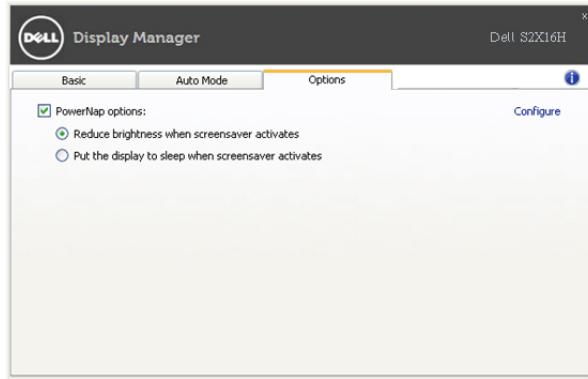 DELL Display Manager Dell S2X16H
Basic Auto Mode Options
PowerNap options: Configure
Reduce brightness when screensaver activates
Put the display to sleep when screensaver activates